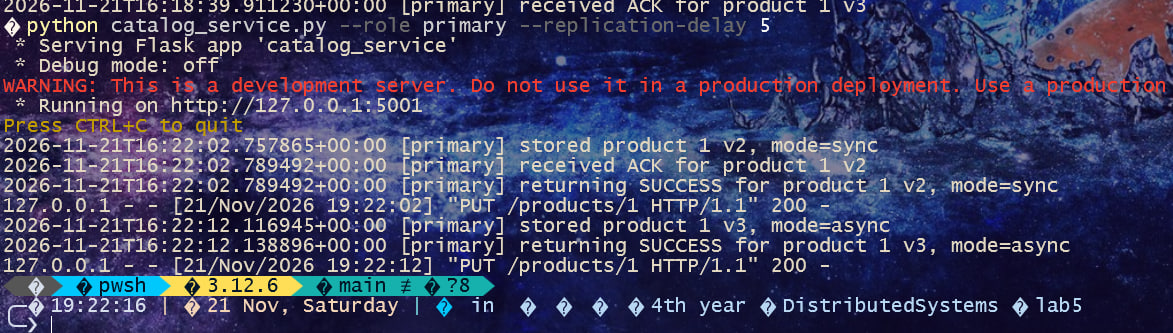 2026-11-21T16:18:39.911230+00:00 [primary] received ACK for product 1 v3
� python catalog_service.py --role primary --replication-delay 5
 * Serving Flask app 'catalog_service'
 * Debug mode: off
WARNING: This is a development server. Do not use it in a production deployment. Use a production
 * Running on http://127.0.0.1:5001
Press CTRL+C to quit
2026-11-21T16:22:02.757865+00:00 [primary] stored product 1 v2, mode=sync
2026-11-21T16:22:02.789492+00:00 [primary] received ACK for product 1 v2
2026-11-21T16:22:02.789492+00:00 [primary] returning SUCCESS for product 1 v2, mode=sync
127.0.0.1 - - [21/Nov/2026 19:22:02] "PUT /products/1 HTTP/1.1" 200 -
2026-11-21T16:22:12.116945+00:00 [primary] stored product 1 v3, mode=async
2026-11-21T16:22:12.138896+00:00 [primary] returning SUCCESS for product 1 v3, mode=async
127.0.0.1 - - [21/Nov/2026 19:22:12] "PUT /products/1 HTTP/1.1" 200 -
� � pwsh � 3.12.6 � main ≢ � ?8
� 19:22:16 | � 21 Nov, Saturday | � in � � � � 4th year � DistributedSystems � lab5